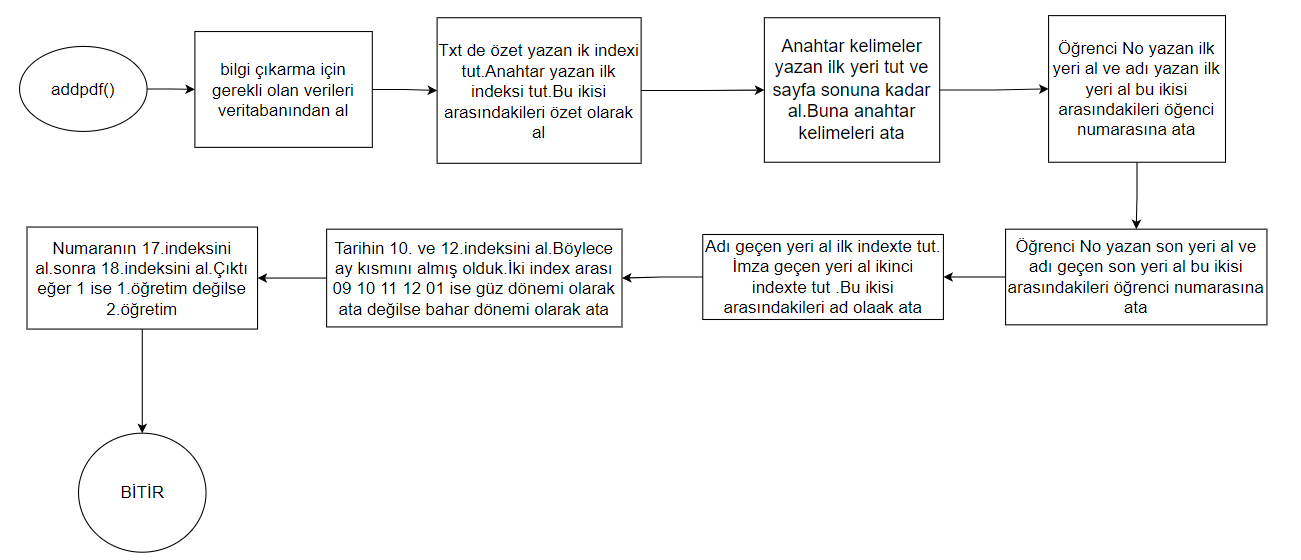 addpdf()
bilgi çıkarma için
gerekli olan verileri
veritabanından al
Txt de özet yazan ik indexi
tut.Anahtar yazan ilk
indeksi tut.Bu ikisi
arasındakileri özet olarak
al
Anahtar kelimeler
yazan ilk yeri tut ve
sayfa sonuna kadar
al.Buna anahtar
kelimeleri ata
Öğrenci No yazan ilk
yeri al ve adı yazan ilk
yeri al bu ikisi
arasındakileri öğenci
numarasına ata
Öğrenci No yazan son yeri al ve
adı geçen son yeri al bu ikisi
arasındakileri öğrenci numarasına
ata
Adı geçen yeri al ilk indexte tut.
İmza geçen yeri al ikinci
indexte tut .Bu ikisi
arasındakileri ad olaak ata
Tarihin 10. ve 12.indeksini al.Böylece
ay kısmını almış olduk.İki index arası
09 10 11 12 01 ise güz dönemi olarak
ata değilse bahar dönemi olarak ata
Numaranın 17.indeksini
al.sonra 18.indeksini al.Çıktı
eğer 1 ise 1.öğretim değilse
2.öğretim
BİTİR